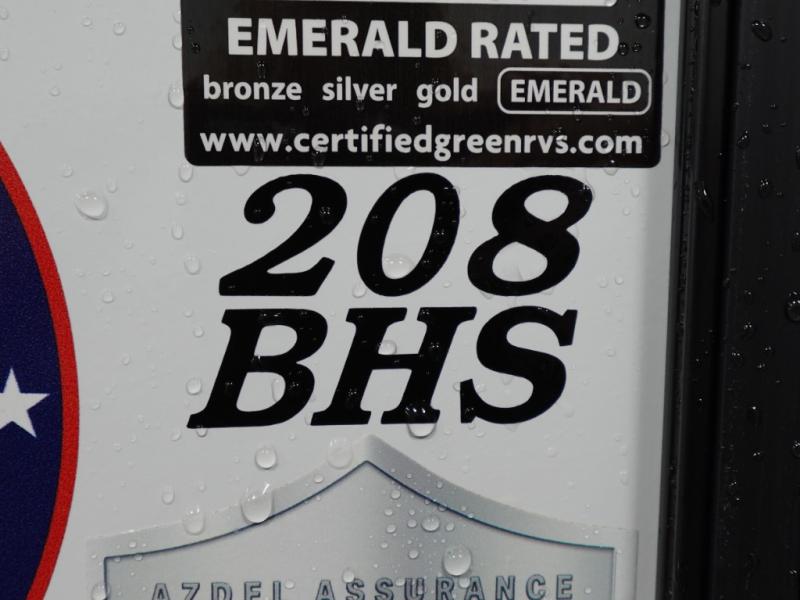 EMERALD RATED
bronze silver gold EMERALD
www.certifiedgreenrvs.com
208
BHS
AZDEL ASSURANCE